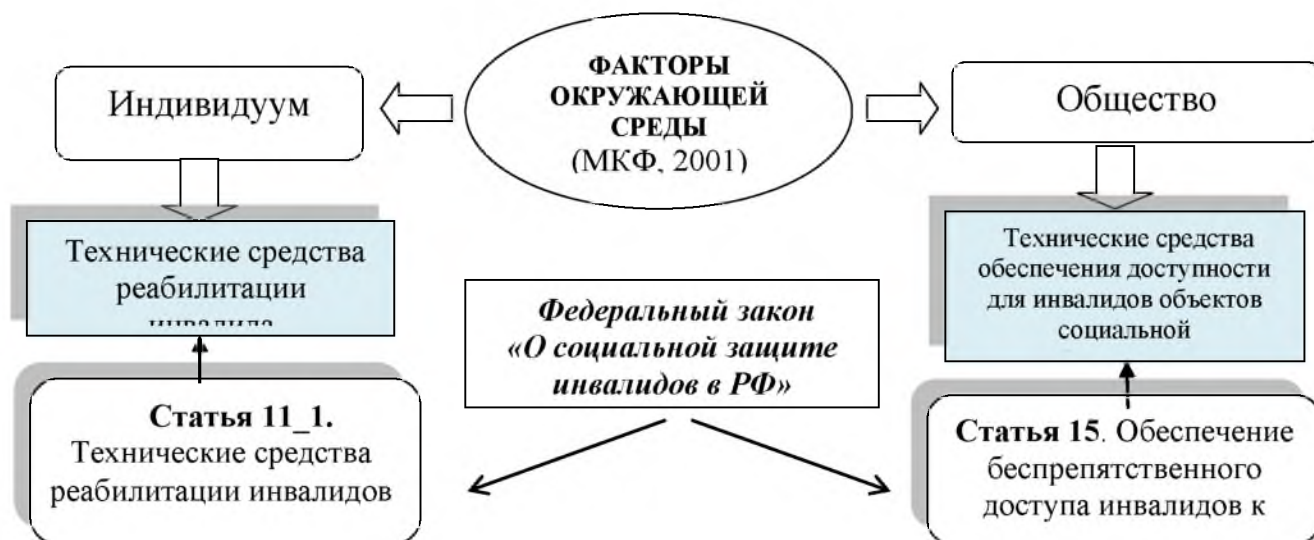 ФАКТОРЫ
ОКРУЖАЮЩЕЙ
СРЕДЫ
(МКФ, 2001)
Индивидуум
Общество
Технические средства
реабилитации
инвалида
Технические средства
обеспечения доступности
для инвалидов объектов
социальной
Федеральный закон
«О социальной защите
инвалидов в РФ»
Статья 11_1.
Технические средства
реабилитации инвалидов
Статья 15. Обеспечение
беспрепятственного
доступа инвалидов к